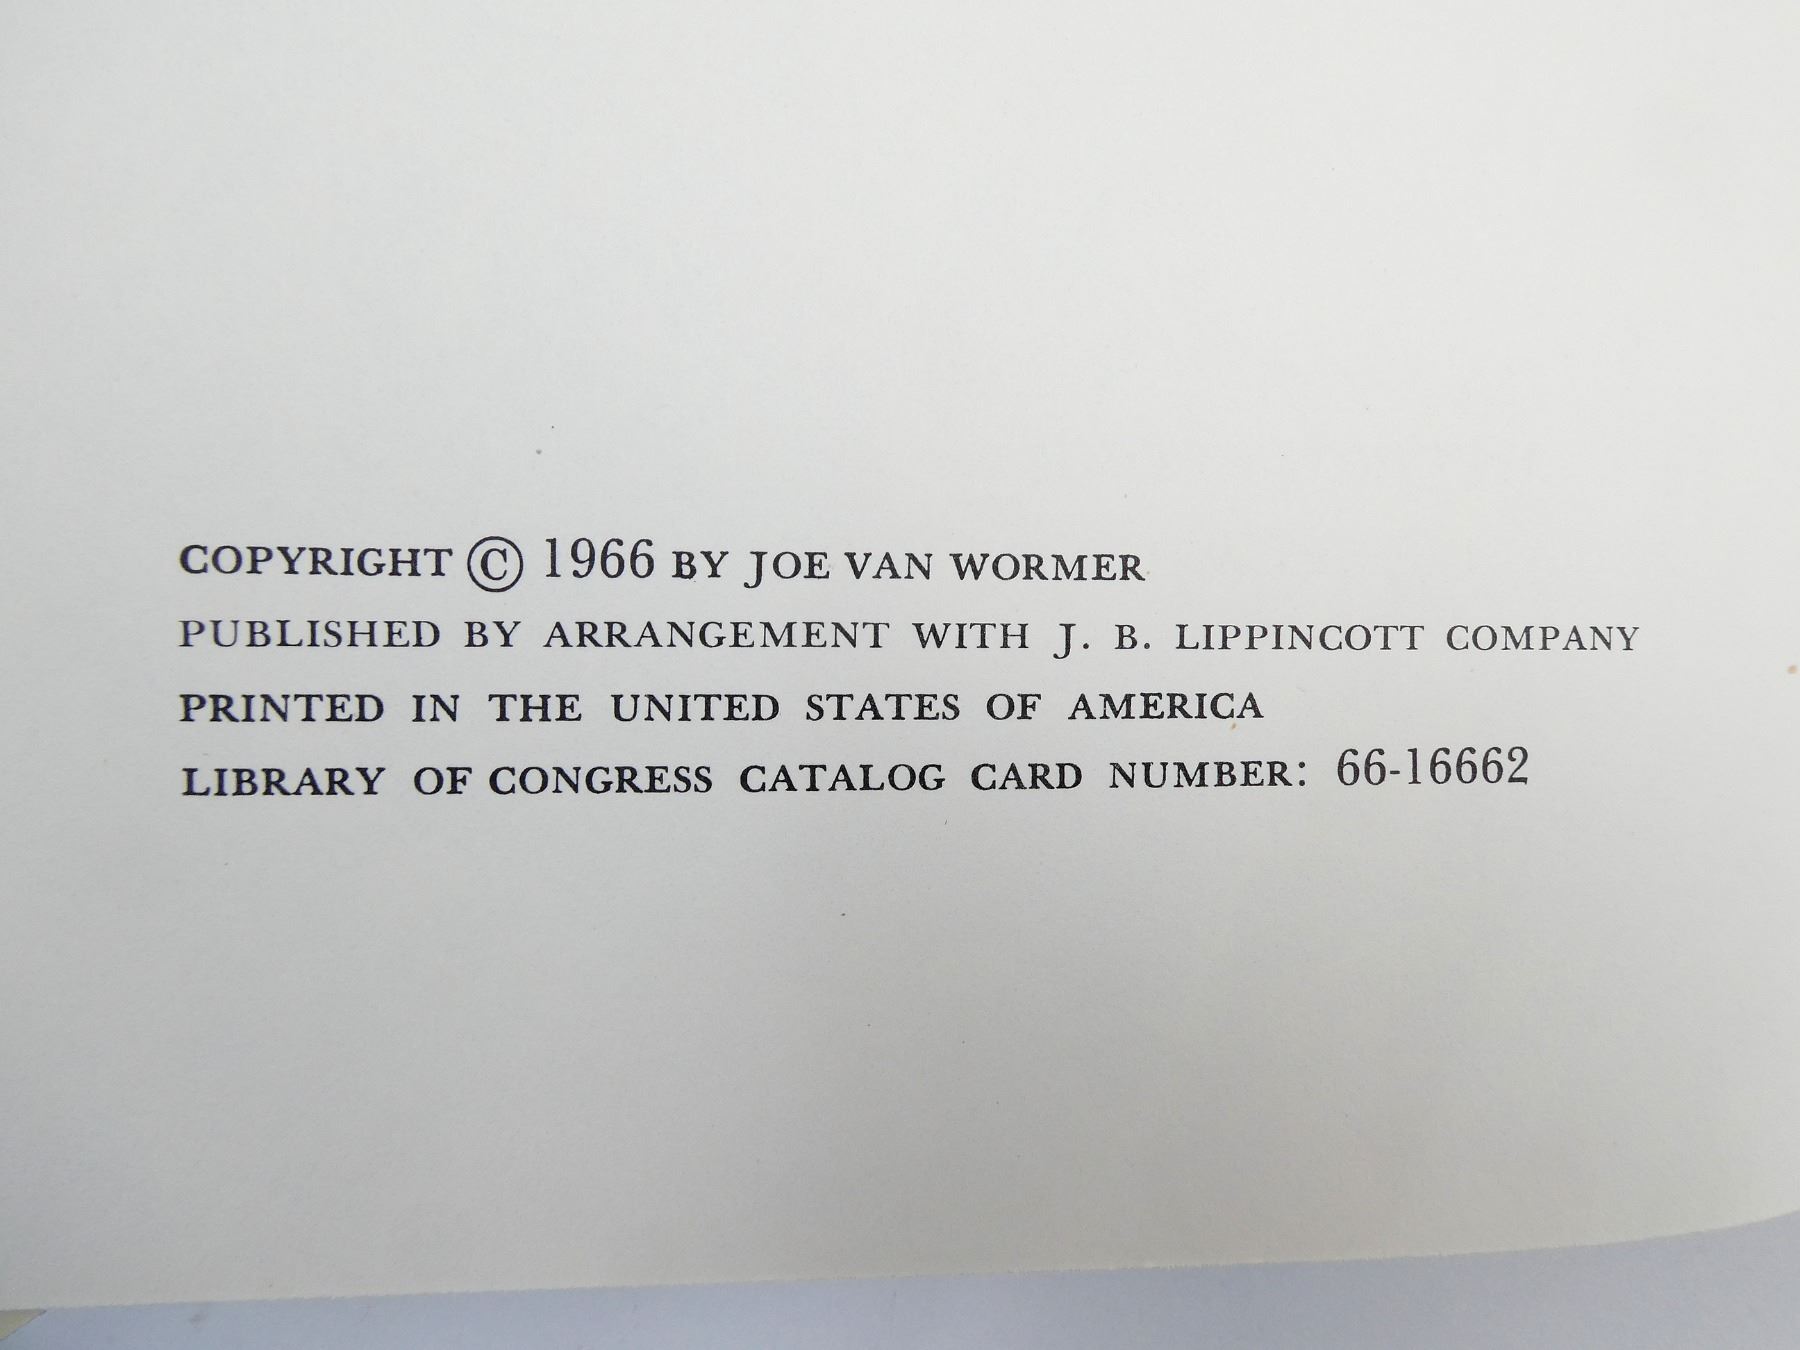 COPYRIGHT © 1966 BY JOE VAN WORMER
PUBLISHED BY ARRANGEMENT WITH J. B. LIPPINCOTT COMPANY
PRINTED IN THE UNITED STATES OF AMERICA
LIBRARY OF CONGRESS CATALOG CARD NUMBER: 66-16662